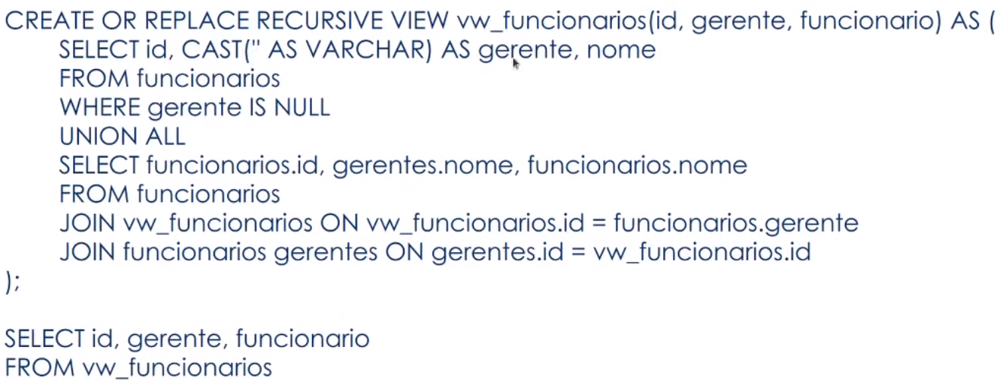 CREATE OR REPLACE RECURSIVE VIEW vw_funcionarios(id, gerente, funcionario) AS (
SELECT id, CAST('' AS VARCHAR) AS gerente, nome
FROM funcionarios
WHERE gerente IS NULL
UNION ALL
SELECT funcionarios.id, gerentes.nome, funcionarios.nome
FROM funcionarios
JOIN vw_funcionarios ON vw_funcionarios.id = funcionarios.gerente
JOIN funcionarios gerentes ON gerentes.id = vw_funcionarios.id
);
SELECT id, gerente, funcionario
FROM vw_funcionarios